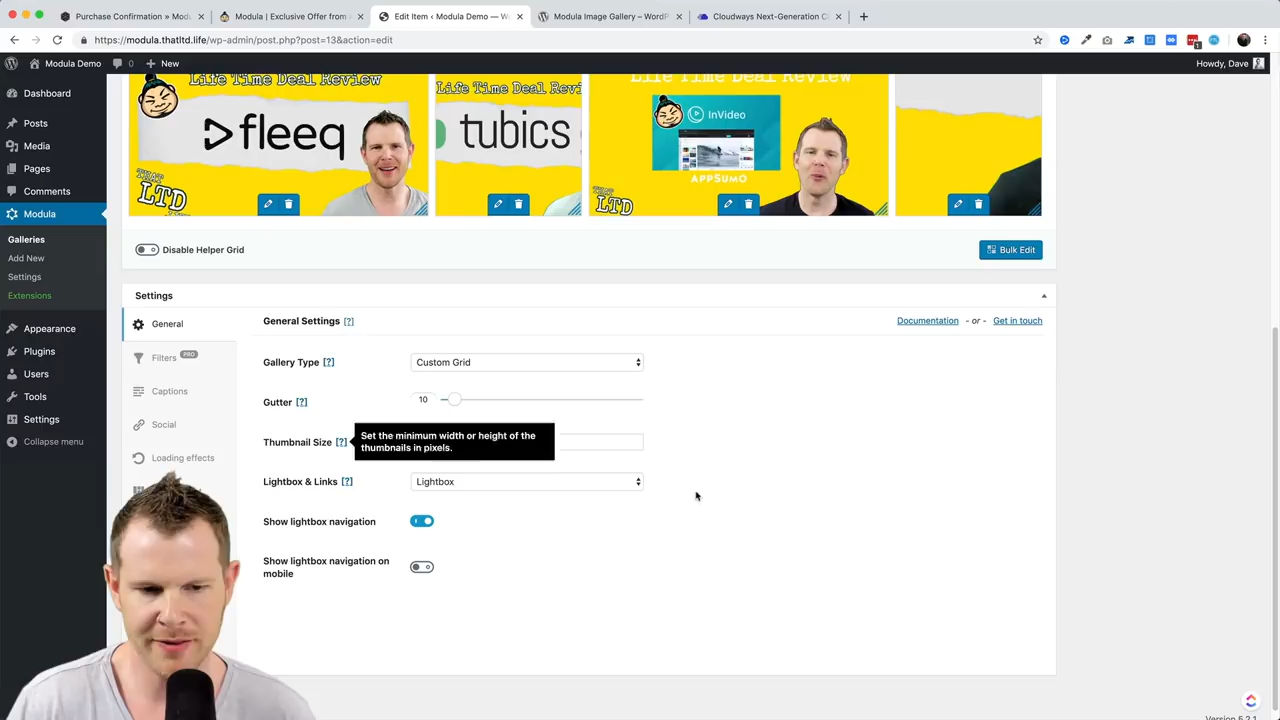 Purchase Confirmation » Modu
Modula | Exclusive Offer from A
Edit Item ‹ Modula Demo — W
Modula Image Gallery – WordP
Cloudways Next-Generation C
https://modula.thatltd.life/wp-admin/post.php?post=13&action=edit
Modula Demo
0
New
Howdy, Dave
Dashboard
Posts
Media
Pages
Comments
Modula
Galleries
Add New
Settings
Extensions
Appearance
Plugins
Users
Tools
Settings
Collapse menu
Life Time Deal Review
fleeq
THAT
LTD
Life Time Deal Revi
tubics
Life Time Deal Review
InVideo
APPSUMO
THAT
LTD
Disable Helper Grid
Bulk Edit
Settings
General
Filters PRO
Captions
Social
Loading effects
General Settings [?]
Documentation - or - Get in touch
Gallery Type [?]
Custom Grid
Gutter [?]
10
Thumbnail Size [?]
Set the minimum width or height of the
thumbnails in pixels.
Lightbox & Links [?]
Lightbox
Show lightbox navigation
Show lightbox navigation on
mobile
Version 5.2.1